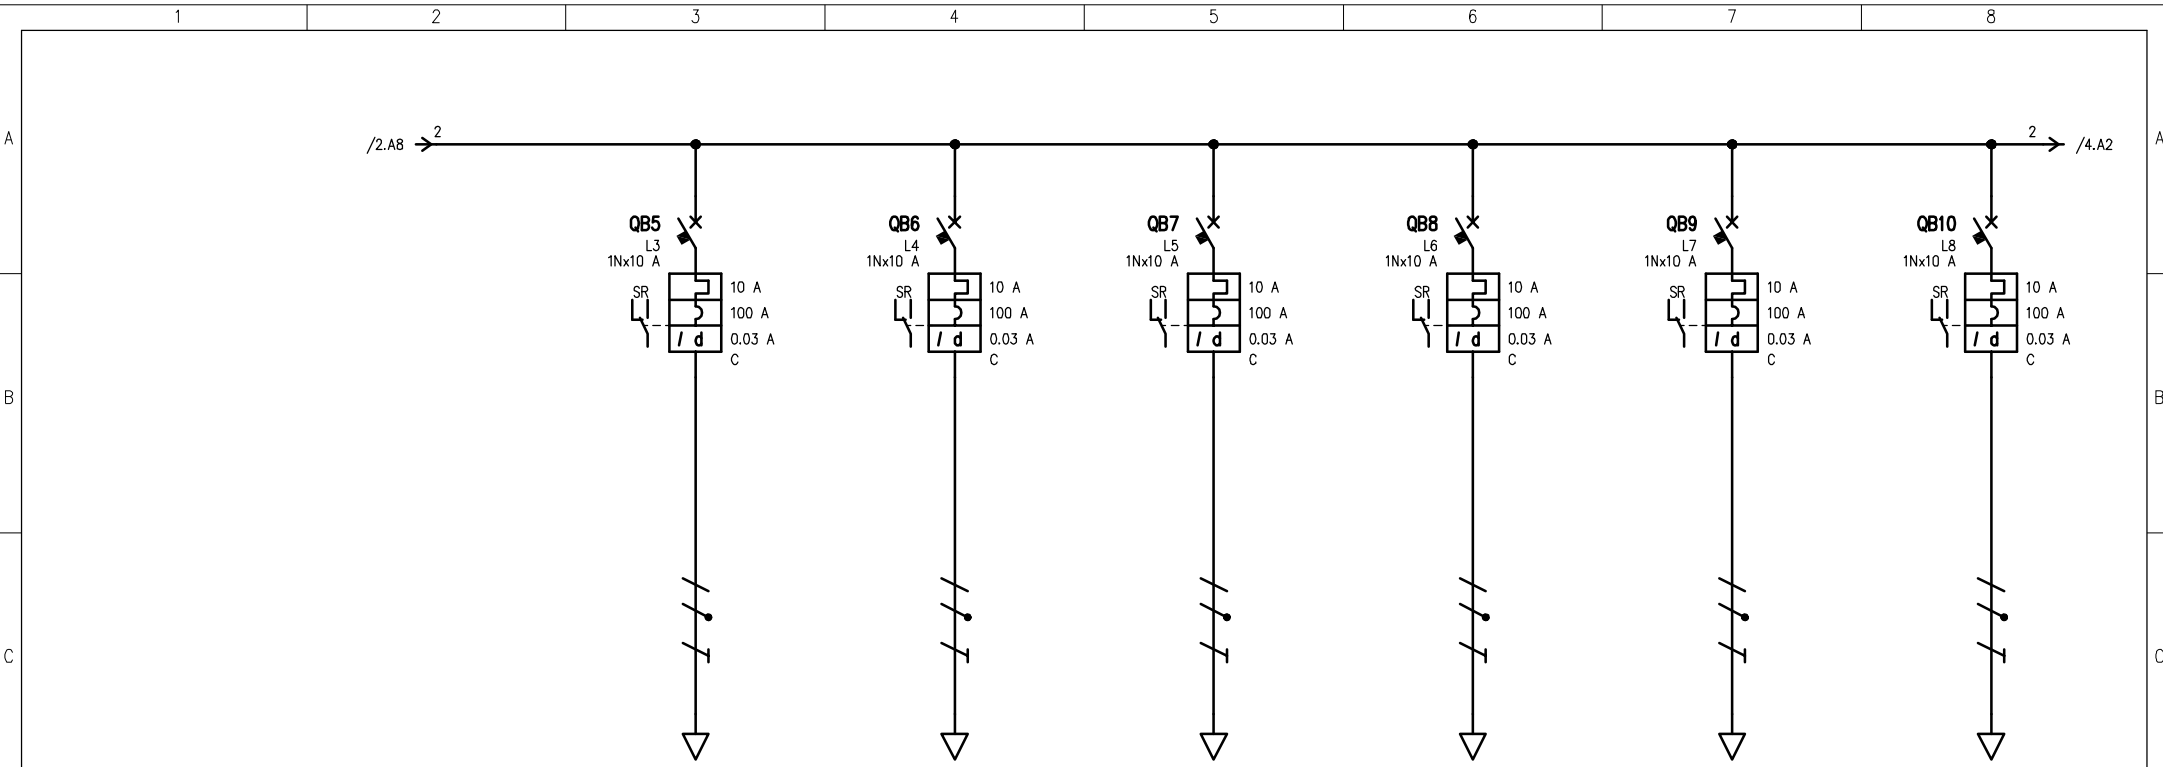 1 2 3 4 5 6 7 8
A A
/2.A8 2 2 /4.A2
QB5 QB6 QB7 QB8 QB9 QB10
L3 L4 L5 L6 L7 L8
1Nx10 A 1Nx10 A 1Nx10 A 1Nx10 A 1Nx10 A 1Nx10 A
SR 10 A SR 10 A SR 10 A SR 10 A SR 10 A SR 10 A
100 A 100 A 100 A 100 A 100 A 100 A
I d 0.03 A I d 0.03 A I d 0.03 A I d 0.03 A I d 0.03 A I d 0.03 A
C C C C C C
B B
C C